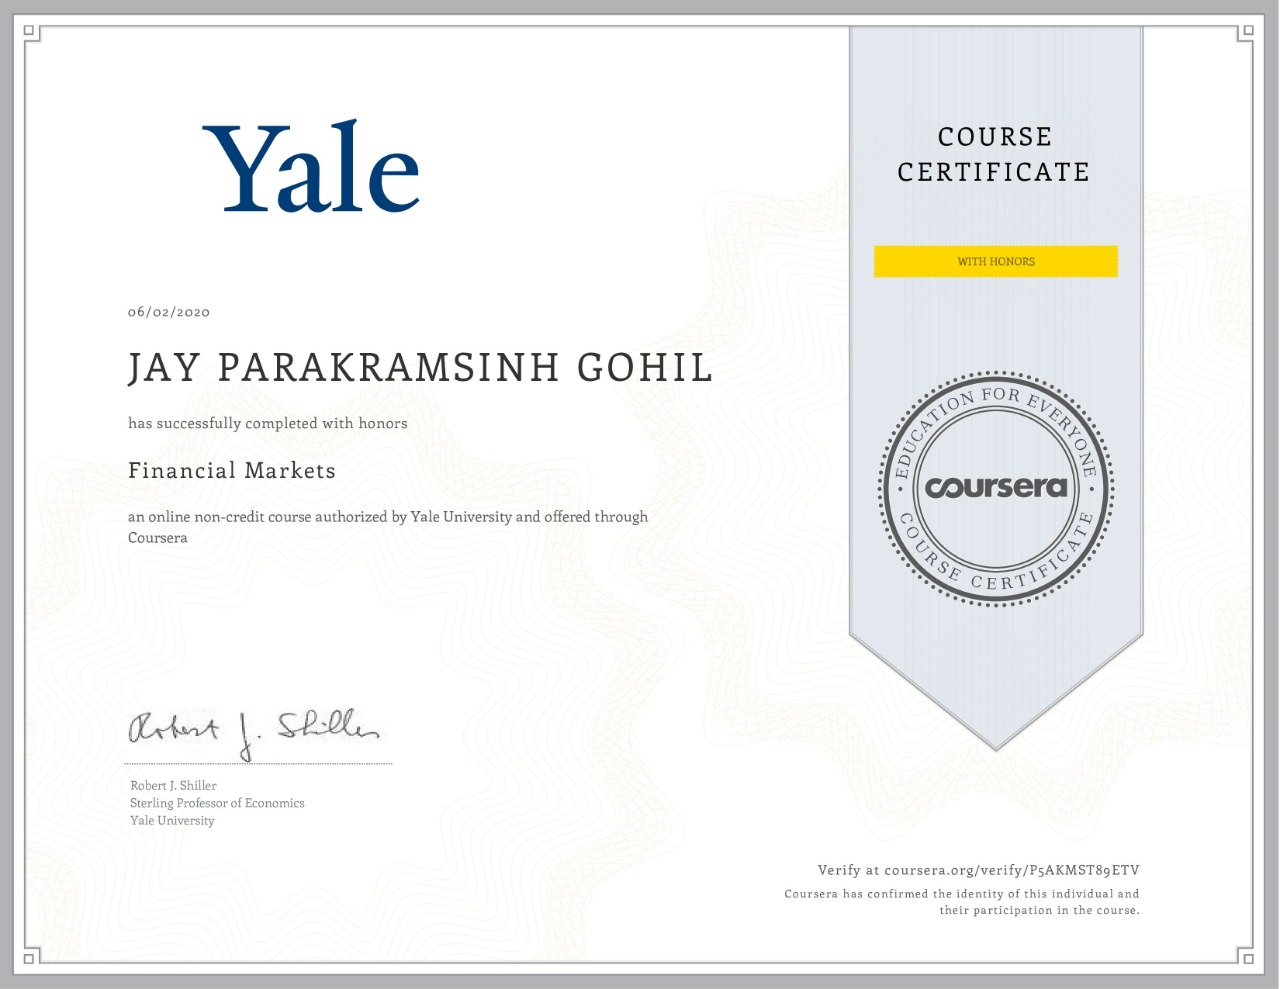 Yale
COURSE
CERTIFICATE
WITH HONORS
06/02/2020
JAY PARAKRAMSINH GOHIL
has successfully completed with honors
Financial Markets
an online non-credit course authorized by Yale University and offered through
Coursera
EDUCATION FOR EVERYONE
coursera
COURSE CERTIFICATE
Robert J. Shiller
Robert J. Shiller
Sterling Professor of Economics
Yale University
Verify at coursera.org/verify/P5AKMST89ETV
Coursera has confirmed the identity of this individual and
their participation in the course.